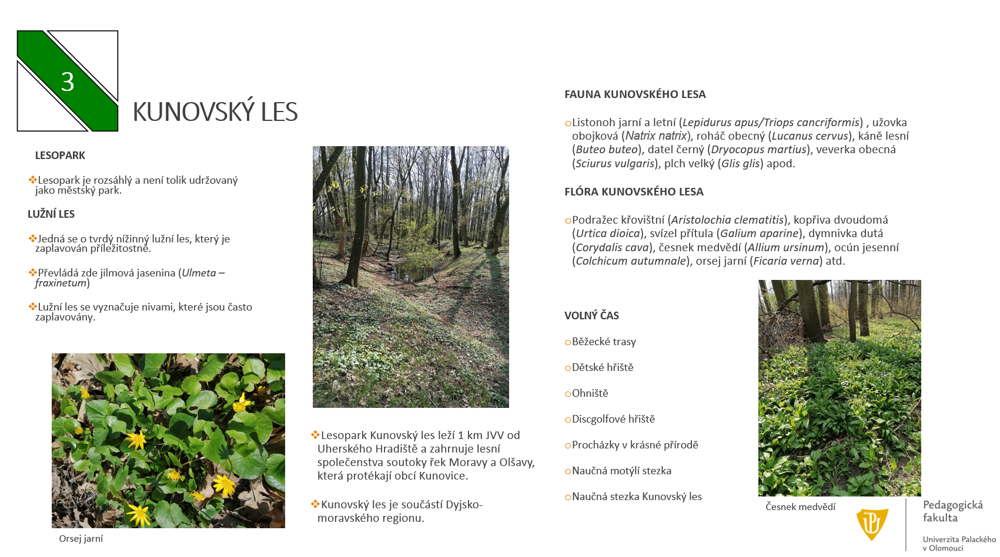 3
KUNOVSKÝ LES
LESOPARK
❖Lesopark je rozsáhlý a není tolik udržovaný
jako městský park.
LUŽNÍ LES
❖Jedná se o tvrdý nížinný lužní les, který je
zaplavován příležitostně.
❖Převládá zde jilmová jasenina (Ulmeta –
fraxinetum)
❖Lužní les se vyznačuje nivami, které jsou často
zaplavovány.
Orsej jarní
❖Lesopark Kunovský les leží 1 km JVV od
Uherského Hradiště a zahrnuje lesní
společenstva soutoky řek Moravy a Olšavy,
která protékají obcí Kunovice.
❖Kunovský les je součástí Dyjsko-
moravského regionu.
FAUNA KUNOVSKÉHO LESA
oListonoh jarní a letní (Lepidurus apus/Triops cancriformis) , užovka
obojková (Natrix natrix), roháč obecný (Lucanus cervus), káně lesní
(Buteo buteo), datel černý (Dryocopus martius), veverka obecná
(Sciurus vulgaris), plch velký (Glis glis) apod.
FLÓRA KUNOVSKÉHO LESA
oPodražec křovištní (Aristolochia clematitis), kopřiva dvoudomá
(Urtica dioica), svízel přítula (Galium aparine), dymnivka dutá
(Corydalis cava), česnek medvědí (Allium ursinum), ocún jesenní
(Colchicum autumnale), orsej jarní (Ficaria verna) atd.
VOLNÝ ČAS
oBěžecké trasy
oDětské hřiště
oOhniště
oDiscgolfové hřiště
oProcházky v krásné přírodě
oNaučná motýlí stezka
oNaučná stezka Kunovský les
Česnek medvědí
Pedagogická
fakulta
Univerzita Palackého
v Olomouci